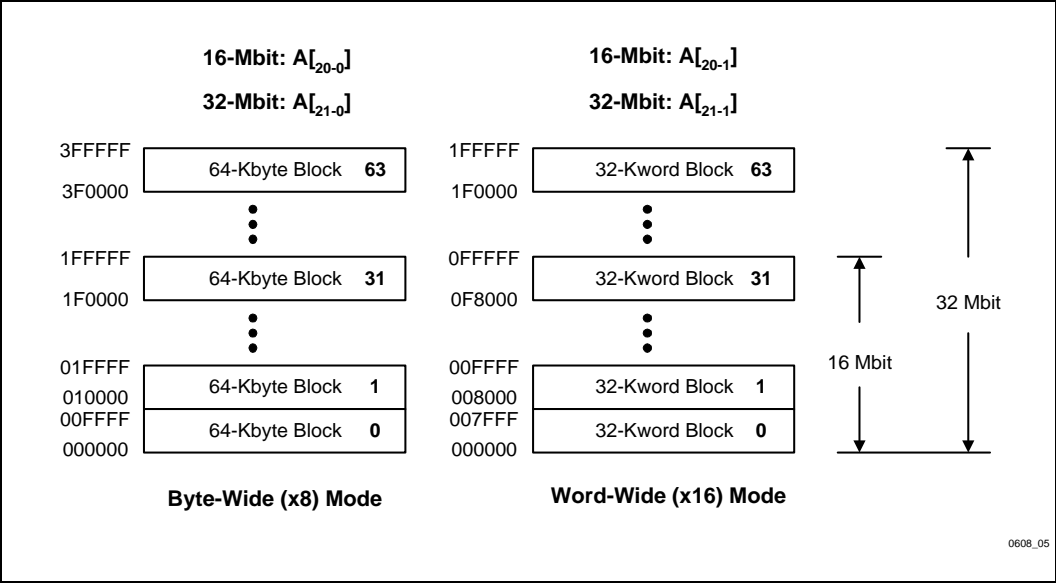 16-Mbit: A[20-0]
16-Mbit: A[20-1]
32-Mbit: A[21-0]
32-Mbit: A[21-1]
3FFFFF
64-Kbyte Block 63
3F0000
1FFFFF
32-Kword Block 63
1F0000
1FFFFF
64-Kbyte Block 31
1F0000
0FFFFF
32-Kword Block 31
0F8000
32 Mbit
16 Mbit
01FFFF
64-Kbyte Block 1
010000
00FFFF
64-Kbyte Block 0
000000
00FFFF
32-Kword Block 1
008000
007FFF
32-Kword Block 0
000000
Byte-Wide (x8) Mode
Word-Wide (x16) Mode
0608_05